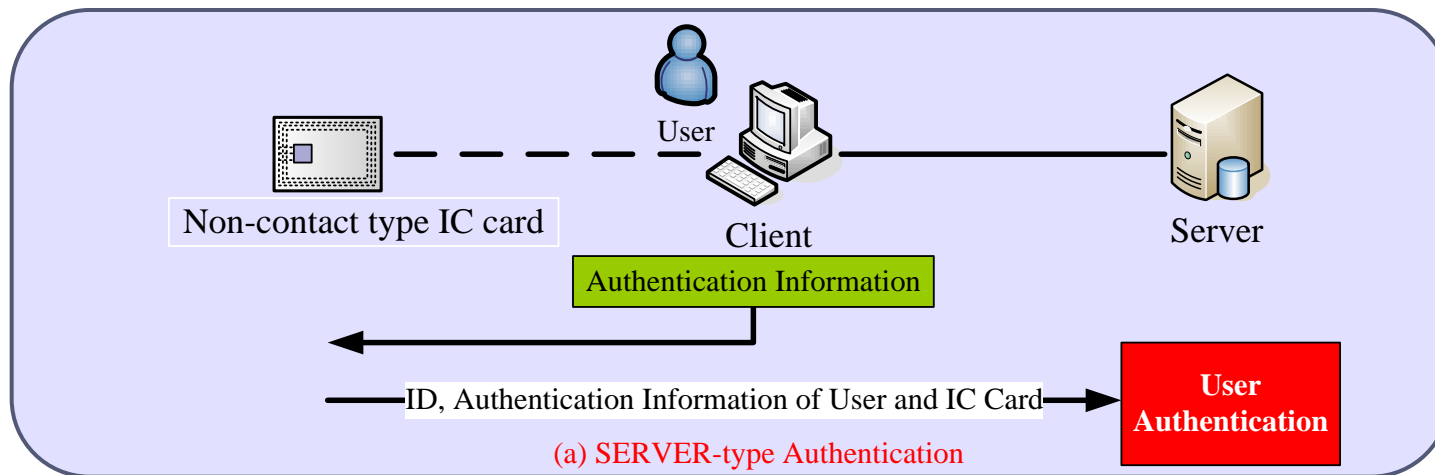 User
Non-contact type IC card
Client
Server
Authentication Information
ID, Authentication Information of User and IC Card
User
Authentication
(a) SERVER-type Authentication